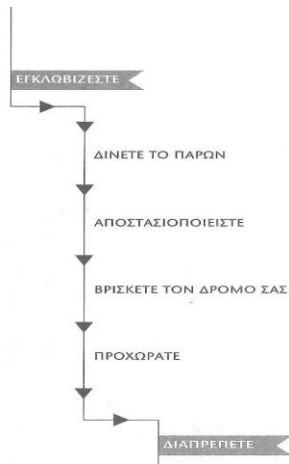 ΕΓΚΛΩΒΙΖΕΣΤΕ
ΔΙΝΕΤΕ ΤΟ ΠΑΡΩΝ
ΑΠΟΣΤΑΣΙΟΠΟΙΕΙΣΤΕ
ΒΡΙΣΚΕΤΕ ΤΟΝ ΔΡΟΜΟ ΣΑΣ
ΠΡΟΧΩΡΑΤΕ
ΔΙΑΠΡΕΠΕΤΕ